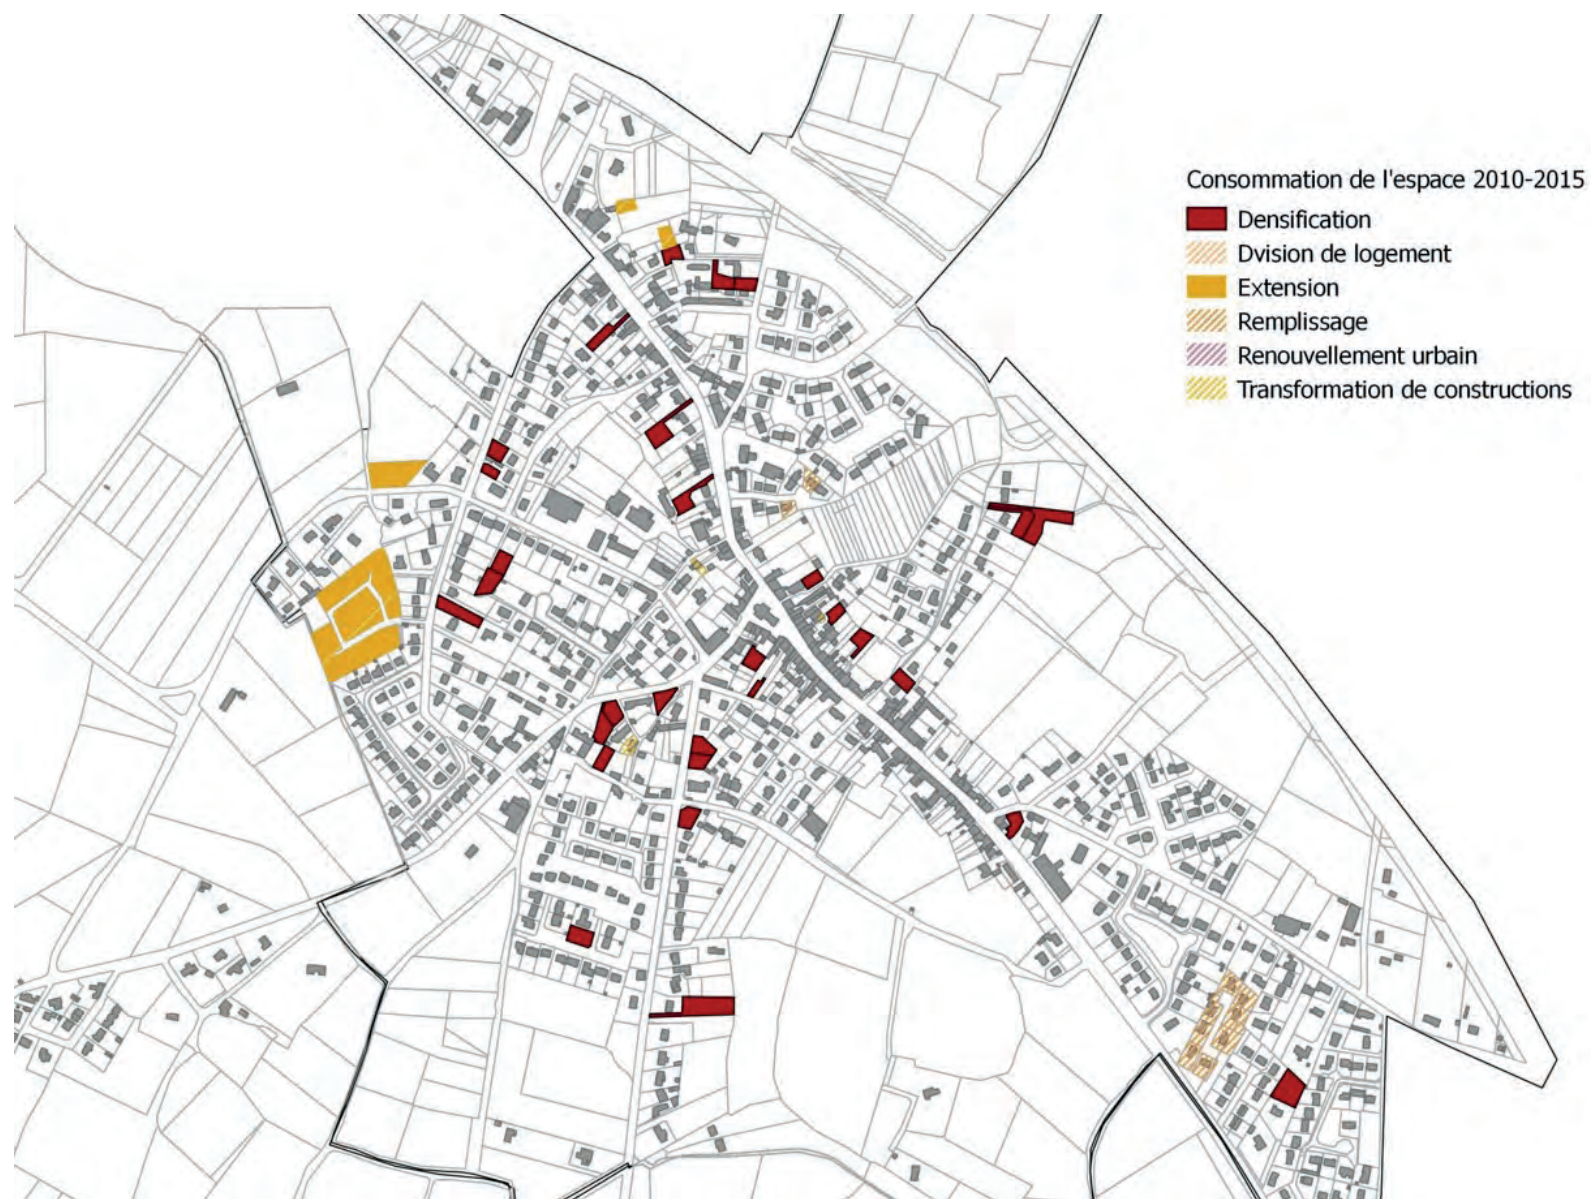 Consommation de l'espace 2010-2015
Densification
Dvision de logement
Extension
Remplissage
Renouvellement urbain
Transformation de constructions